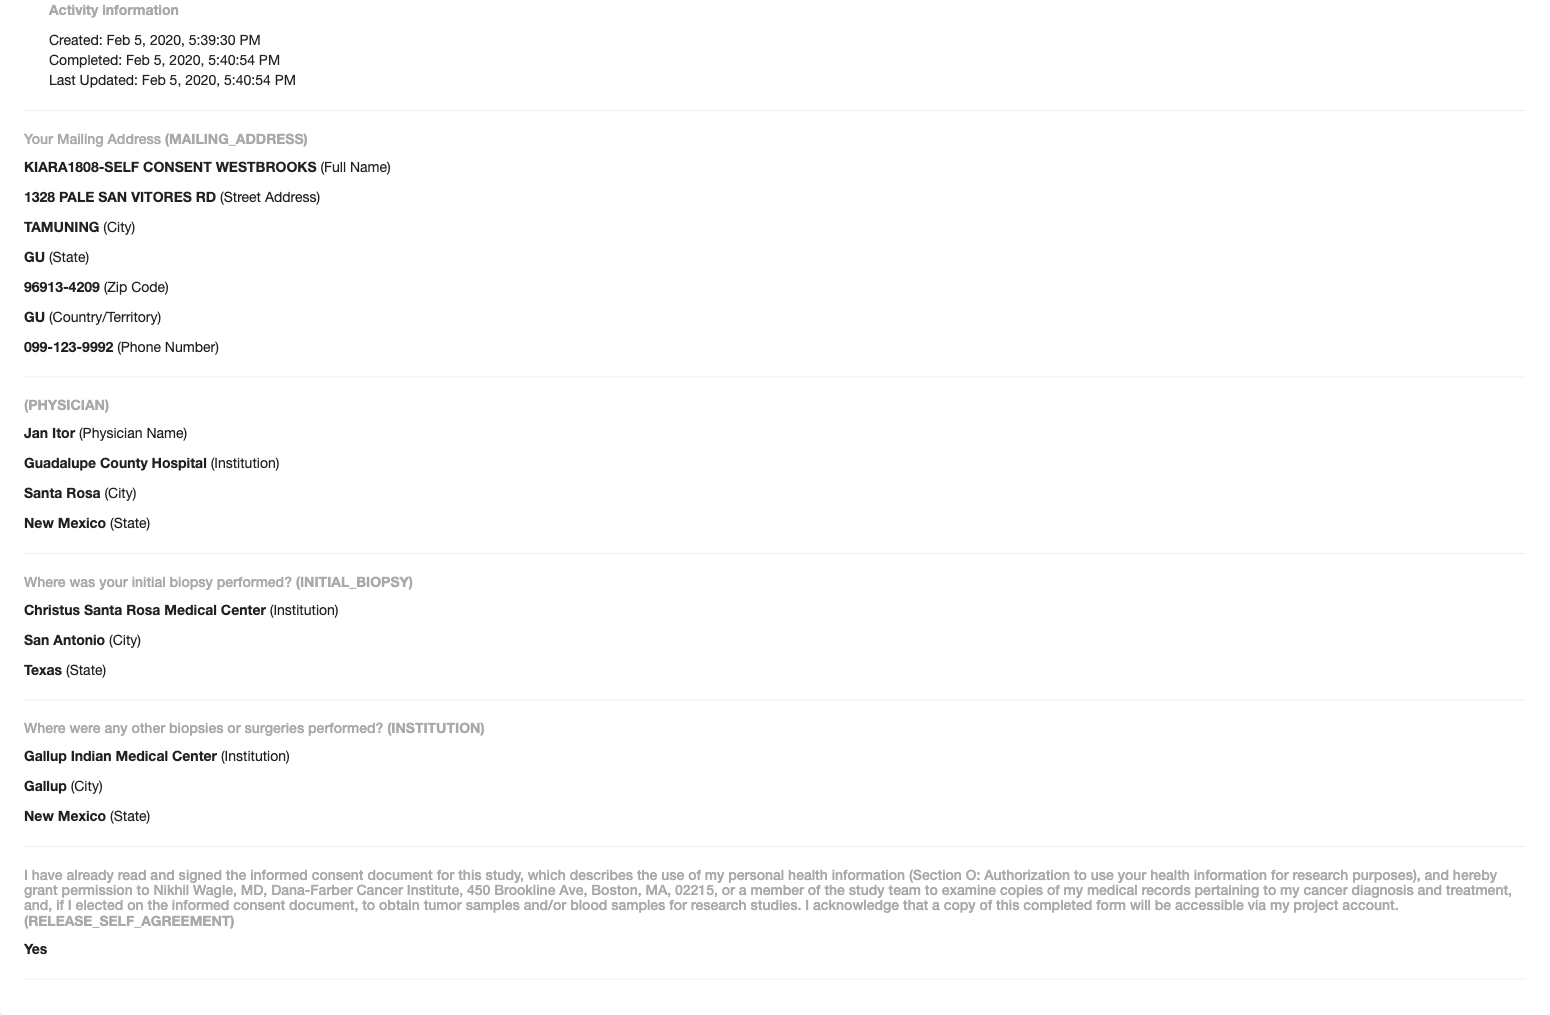 Activity information
Created: Feb 5, 2020, 5:39:30 PM
Completed: Feb 5, 2020, 5:40:54 PM
Last Updated: Feb 5, 2020, 5:40:54 PM
Your Mailing Address (MAILING_ADDRESS)
KIARA1808-SELF CONSENT WESTBROOKS (Full Name)
1328 PALE SAN VITORES RD (Street Address)
TAMUNING (City)
GU (State)
96913-4209 (Zip Code)
GU (Country/Territory)
099-123-9992 (Phone Number)
(PHYSICIAN)
Jan Itor (Physician Name)
Guadalupe County Hospital (Institution)
Santa Rosa (City)
New Mexico (State)
Where was your initial biopsy performed? (INITIAL_BIOPSY)
Christus Santa Rosa Medical Center (Institution)
San Antonio (City)
Texas (State)
Where were any other biopsies or surgeries performed? (INSTITUTION)
Gallup Indian Medical Center (Institution)
Gallup (City)
New Mexico (State)
I have already read and signed the informed consent document for this study, which describes the use of my personal health information (Section O: Authorization to use your health information for research purposes), and hereby
grant permission to Nikhil Wagle, MD, Dana-Farber Cancer Institute, 450 Brookline Ave, Boston, MA, 02215, or a member of the study team to examine copies of my medical records pertaining to my cancer diagnosis and treatment,
and, if I elected on the informed consent document, to obtain tumor samples and/or blood samples for research studies. I acknowledge that a copy of this completed form will be accessible via my project account.
(RELEASE_SELF_AGREEMENT)
Yes